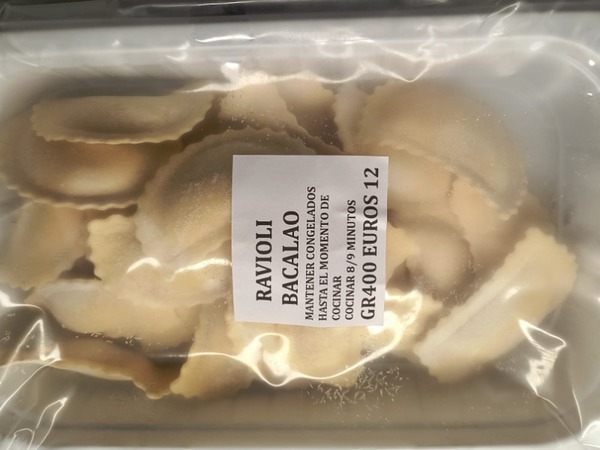 RAVIOLI
BACALAO
MANTENER CONGELADOS
HASTA EL MOMENTO DE
COCINAR
COCINAR 8/9 MINUTOS
GR400 EUROS 12